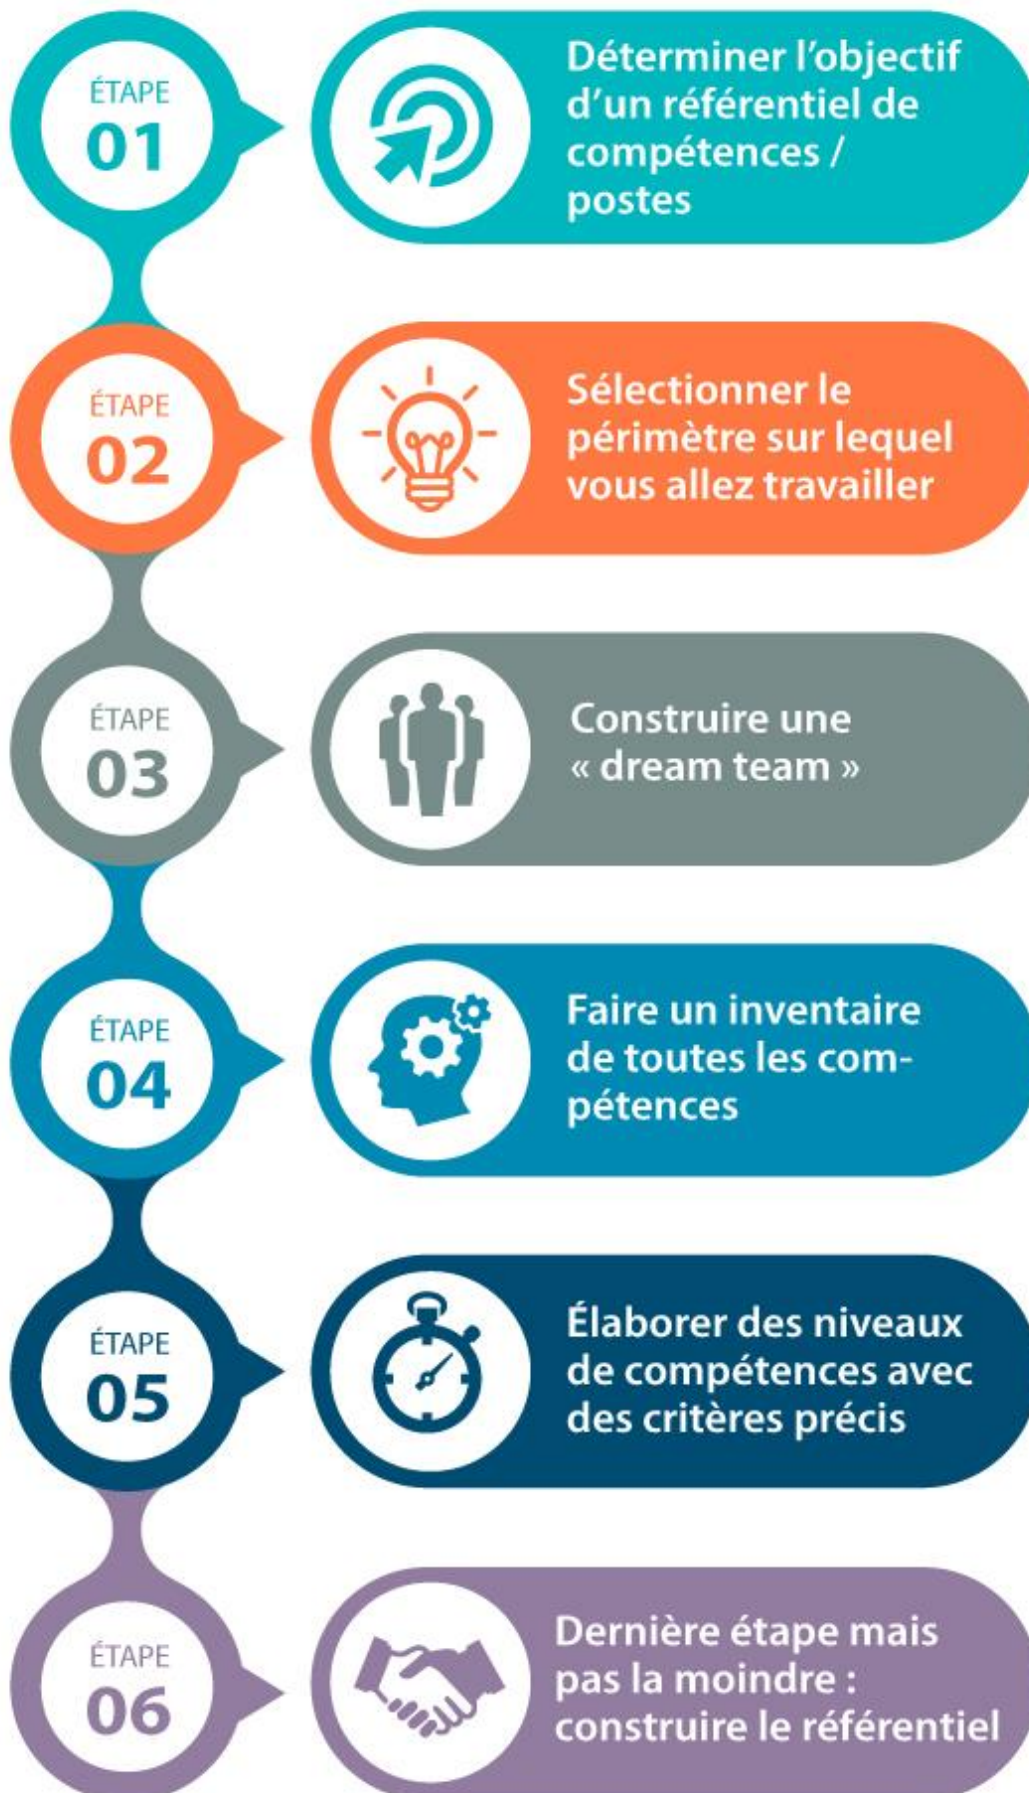 ÉTAPE
01
Déterminer l’objectif
d’un référentiel de
compétences /
postes
ÉTAPE
02
Sélectionner le
périmètre sur lequel
vous allez travailler
ÉTAPE
03
Construire une
« dream team »
ÉTAPE
04
Faire un inventaire
de toutes les com-
pétences
ÉTAPE
05
Élaborer des niveaux
de compétences avec
des critères précis
ÉTAPE
06
Dernière étape mais
pas la moindre :
construire le référentiel